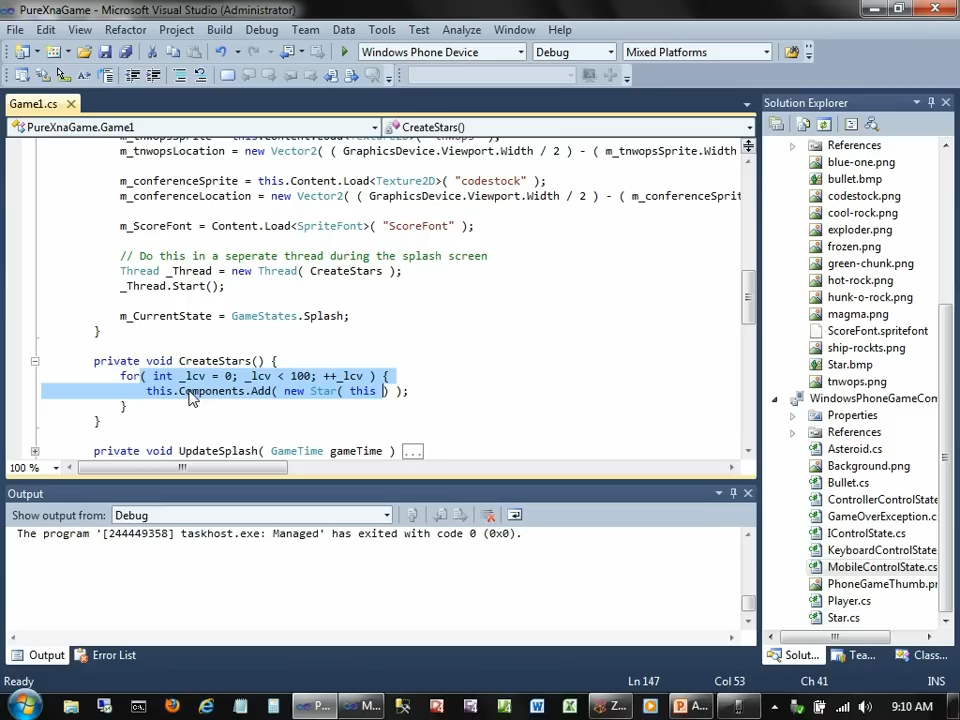 PureXnaGame - Microsoft Visual Studio (Administrator)
File Edit View Refactor Project Build Debug Team Data Tools Test Analyze Window Help
Windows Phone Device Debug Mixed Platforms
Game1.cs
PureXnaGame.Game1 CreateStars()
m_tnwopsLocation = new Vector2( ( GraphicsDevice.Viewport.Width / 2 ) - ( m_tnwopsSprite.Width
m_conferenceSprite = this.Content.Load<Texture2D>( "codestock" );
m_conferenceLocation = new Vector2( ( GraphicsDevice.Viewport.Width / 2 ) - ( m_conferenceSprit
m_ScoreFont = Content.Load<SpriteFont>( "ScoreFont" );
// Do this in a seperate thread during the splash screen
Thread _Thread = new Thread( CreateStars );
_Thread.Start();
m_CurrentState = GameStates.Splash;
}
private void CreateStars() {
for( int _lcv = 0; _lcv < 100; ++_lcv ) {
this.Components.Add( new Star( this ) );
}
}
private void UpdateSplash( GameTime gameTime ) ...
100 %
Output
Show output from: Debug
The program '[244449358] taskhost.exe: Managed' has exited with code 0 (0x0).
Output Error List
Solution Explorer
References
blue-one.png
bullet.bmp
codestock.png
cool-rock.png
exploder.png
frozen.png
green-chunk.png
hot-rock.png
hunk-o-rock.png
magma.png
ScoreFont.spritefont
ship-rockts.png
Star.bmp
tnwops.png
WindowsPhoneGameCon
Properties
References
Asteroid.cs
Background.png
Bullet.cs
ControllerControlState
GameOverException.c
IControlState.cs
KeyboardControlState
MobileControlState.cs
PhoneGameThumb.pr
Player.cs
Star.cs
Solut... Tea... Class...
Ready Ln 147 Col 53 Ch 41 INS
P... M... Z... A... 9:10 AM